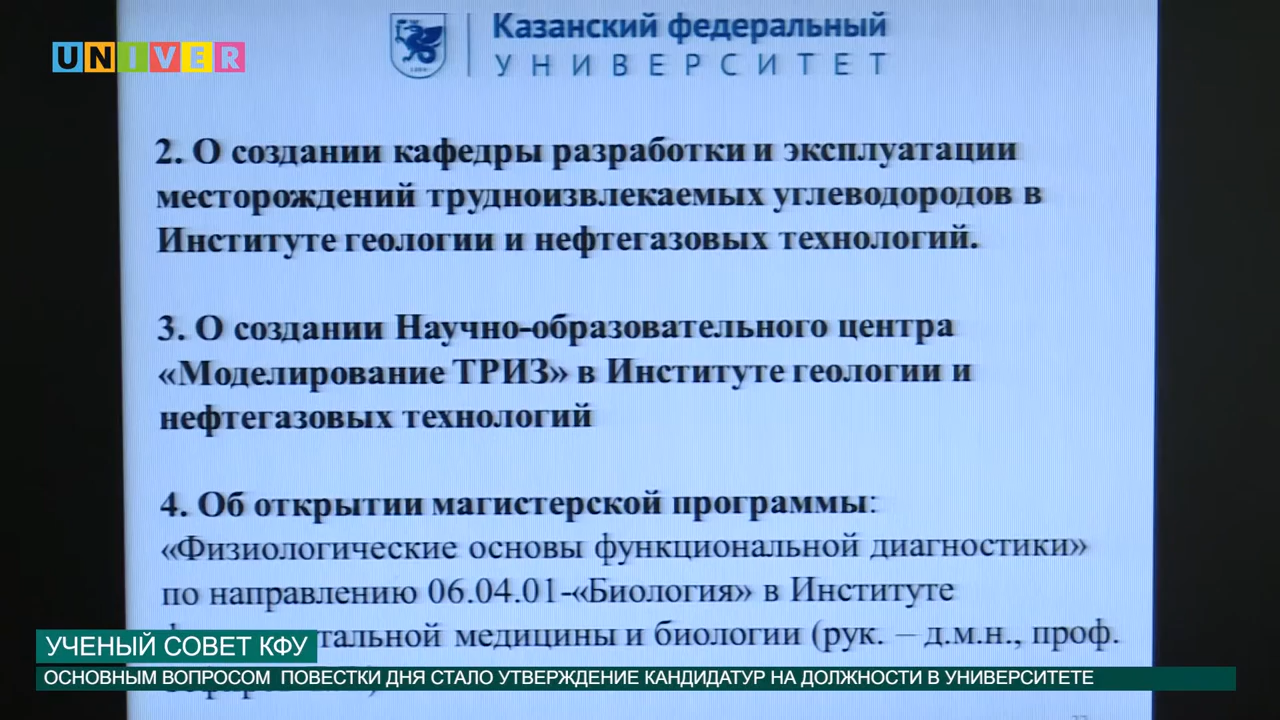 UNIVER
Казанский федеральный
УНИВЕРСИТЕТ
2. О создании кафедры разработки и эксплуатации
месторождений трудноизвлекаемых углеводородов в
Институте геологии и нефтегазовых технологий.
3. О создании Научно-образовательного центра
«Моделирование ТРИЗ» в Институте геологии и
нефтегазовых технологий
4. Об открытии магистерской программы:
«Физиологические основы функциональной диагностики»
по направлению 06.04.01-«Биология» в Институте
медицины и биологии (рук. – д.м.н., проф.
УЧЕНЫЙ СОВЕТ КФУ
ОСНОВНЫМ ВОПРОСОМ ПОВЕСТКИ ДНЯ СТАЛО УТВЕРЖДЕНИЕ КАНДИДАТУР НА ДОЛЖНОСТИ В УНИВЕРСИТЕТЕ